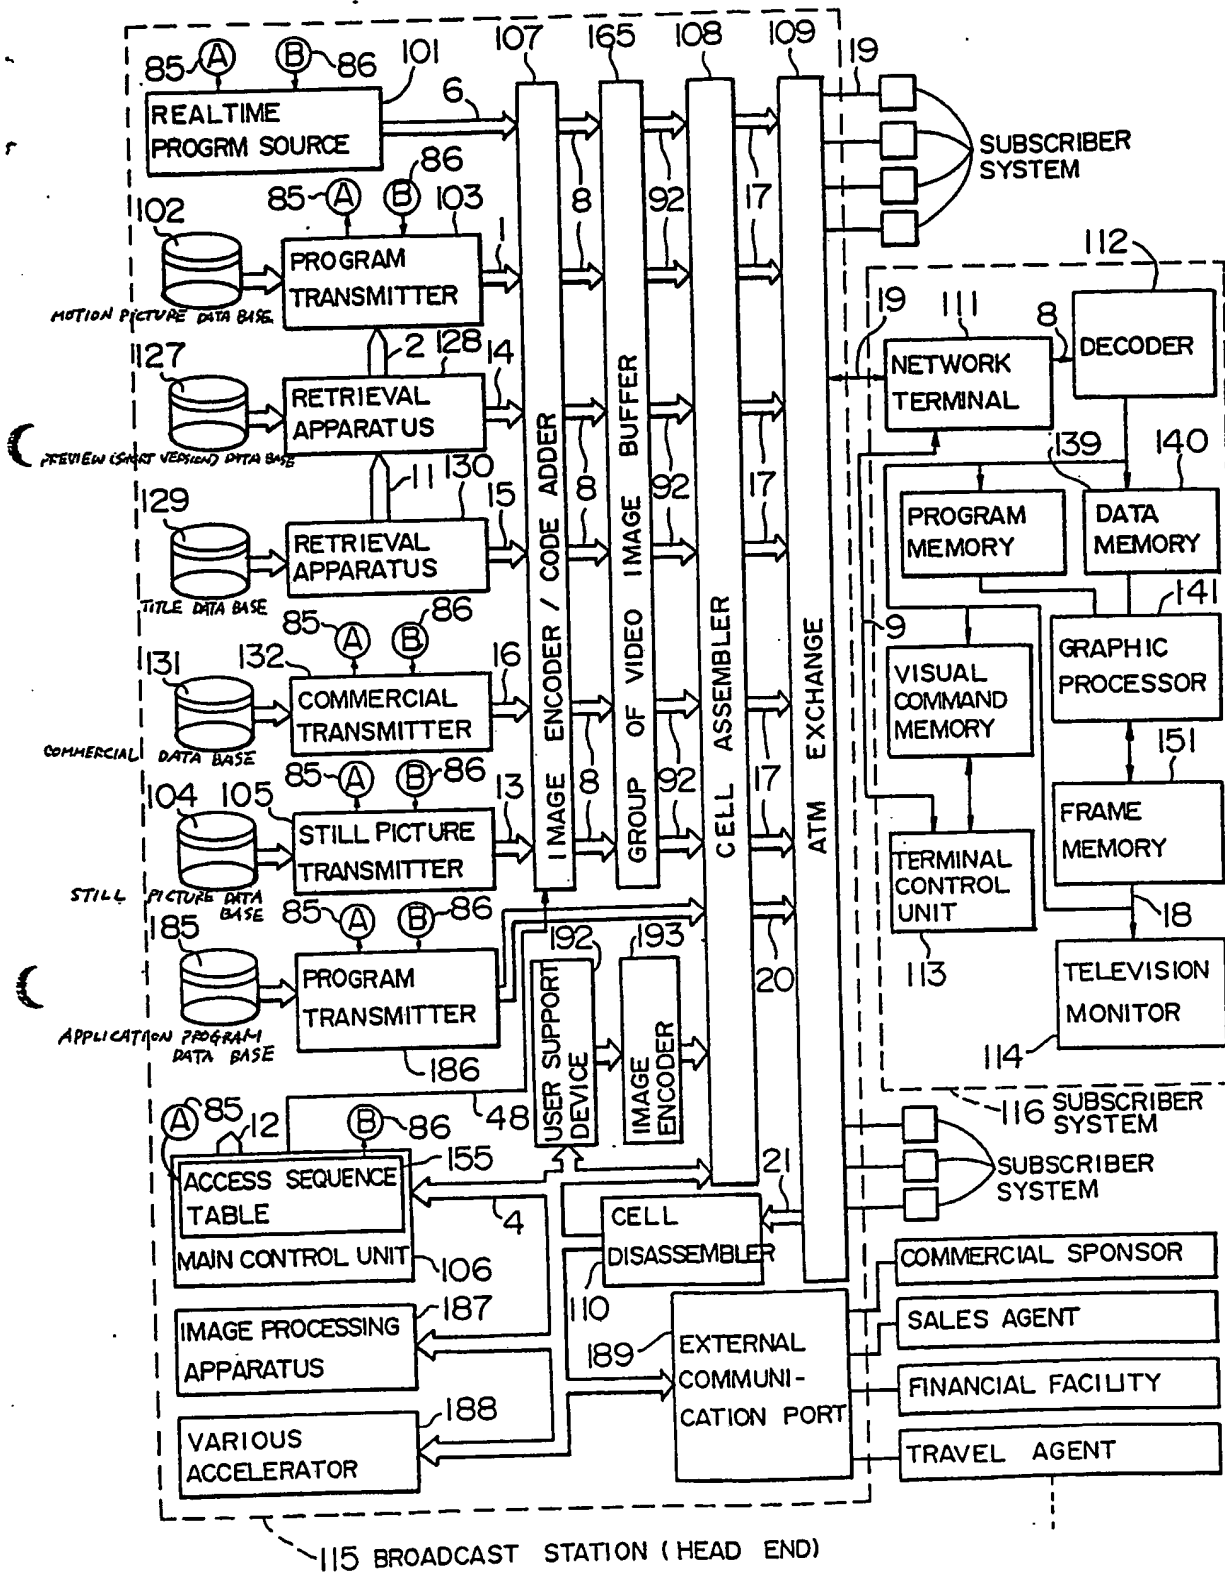 107
165
108
109
85
A
B
86
101
19
REALTIME
PROGRM SOURCE
6
SUBSCRIBER
SYSTEM
8
92
17
85
A
B
86
103
102
1
PROGRAM
TRANSMITTER
MOTION PICTURE DATA BASE
112
19
111
8
DECODER
NETWORK
TERMINAL
2
128
127
14
RETRIEVAL
APPARATUS
PREVIEW (SHORT VERSION) DATA BASE
8
92
17
139
140
11
130
129
15
RETRIEVAL
APPARATUS
TITLE DATA BASE
PROGRAM
MEMORY
DATA
MEMORY
141
85
A
B
86
9
132
131
16
COMMERCIAL
TRANSMITTER
COMMERCIAL DATA BASE
VISUAL
COMMAND
MEMORY
GRAPHIC
PROCESSOR
151
85
A
B
86
8
92
17
105
104
13
STILL PICTURE
TRANSMITTER
STILL PICTURE DATA
BASE
FRAME
MEMORY
TERMINAL
CONTROL
UNIT
18
113
IMAGE ENCODER / CODE ADDER
GROUP OF VIDEO IMAGE BUFFER
CELL ASSEMBLER
ATM EXCHANGE
85
A
B
86
185
192
193
20
PROGRAM
TRANSMITTER
APPLICATION PROGRAM
DATA BASE
186
TELEVISION
MONITOR
114
USER SUPPORT
DEVICE
IMAGE
ENCODER
116 SUBSCRIBER
SYSTEM
A
85
12
B
86
48
155
ACCESS SEQUENCE
TABLE
MAIN CONTROL UNIT
106
4
21
SUBSCRIBER
SYSTEM
CELL
DISASSEMBLER
110
COMMERCIAL SPONSOR
187
IMAGE PROCESSING
APPARATUS
189
EXTERNAL
COMMUNI-
CATION PORT
SALES AGENT
FINANCIAL FACILITY
188
VARIOUS
ACCELERATOR
TRAVEL AGENT
115 BROADCAST STATION (HEAD END)